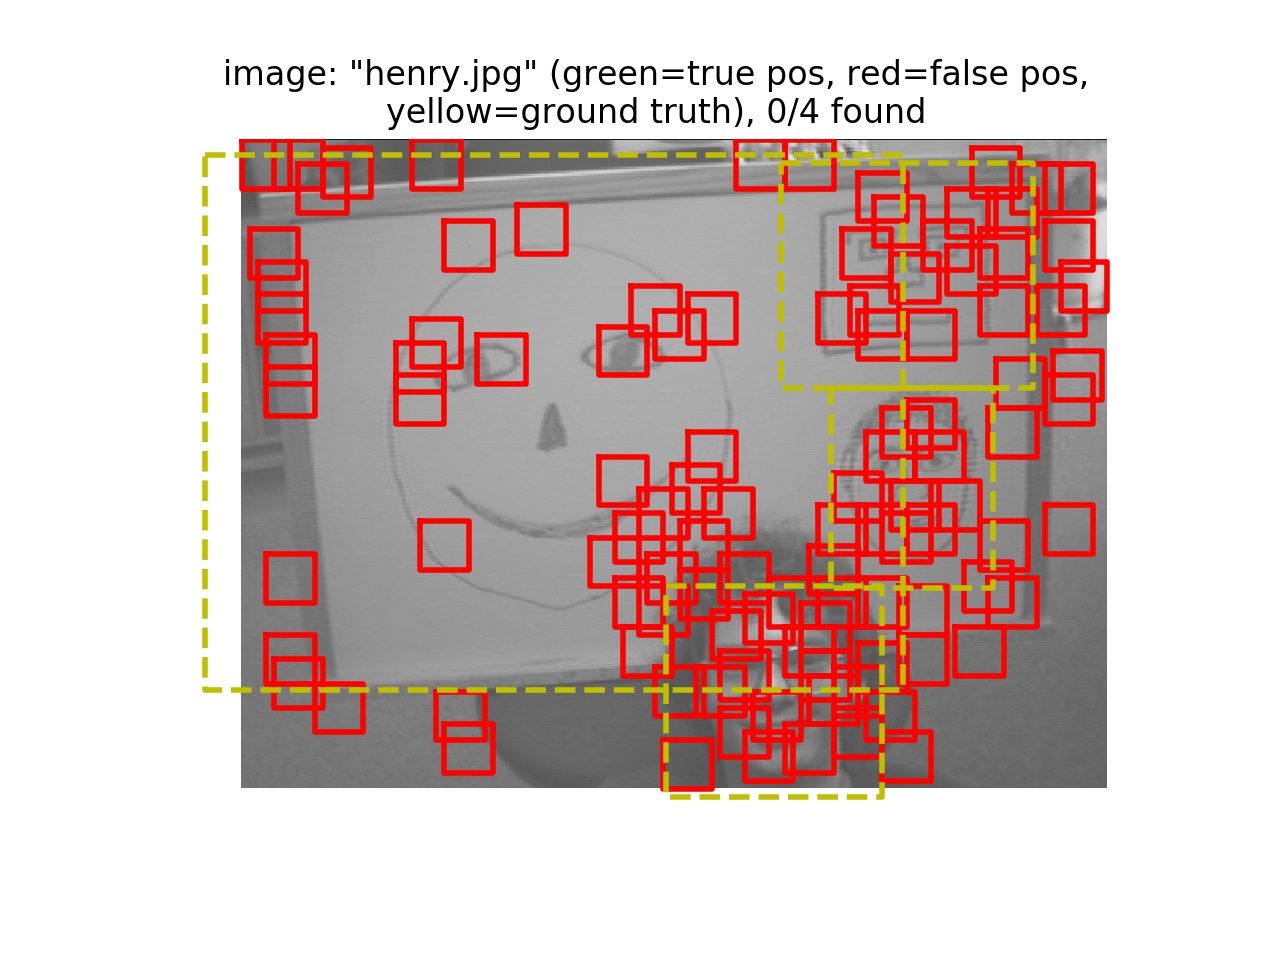 image: "henry.jpg" (green=true pos, red=false pos,
yellow=ground truth), 0/4 found